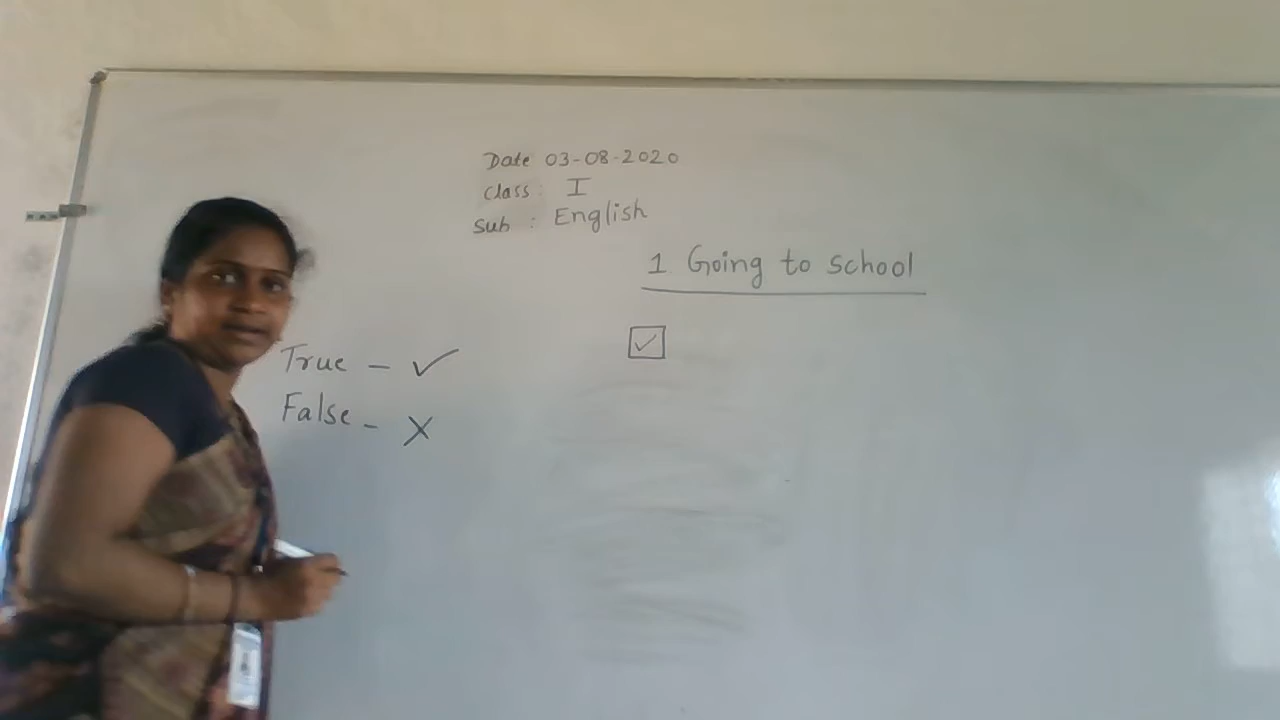 Date 03-08-2020
Class: I
Sub : English
1 Going to school
☑
True - ✓
False - X